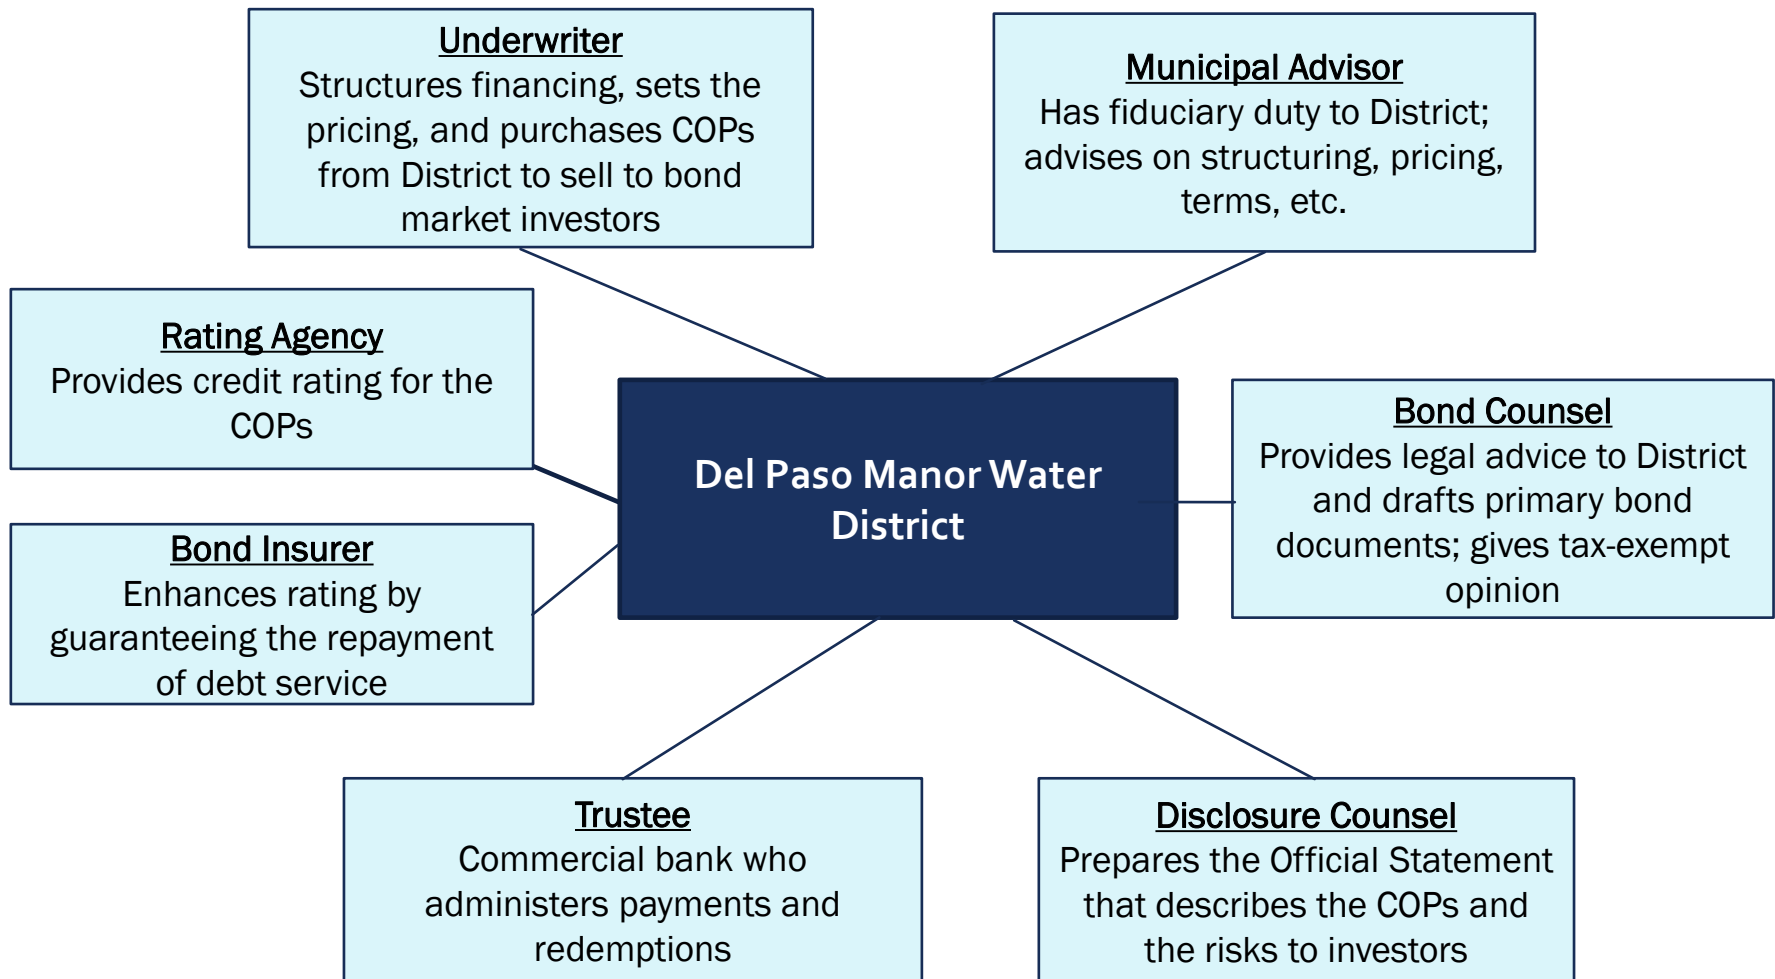 Underwriter
Structures financing, sets the
pricing, and purchases COPs
from District to sell to bond
market investors
Municipal Advisor
Has fiduciary duty to District;
advises on structuring, pricing,
terms, etc.
Rating Agency
Provides credit rating for the
COPs
Bond Counsel
Provides legal advice to District
and drafts primary bond
documents; gives tax-exempt
opinion
Del Paso Manor Water
District
Bond Insurer
Enhances rating by
guaranteeing the repayment
of debt service
Trustee
Commercial bank who
administers payments and
redemptions
Disclosure Counsel
Prepares the Official Statement
that describes the COPs and
the risks to investors